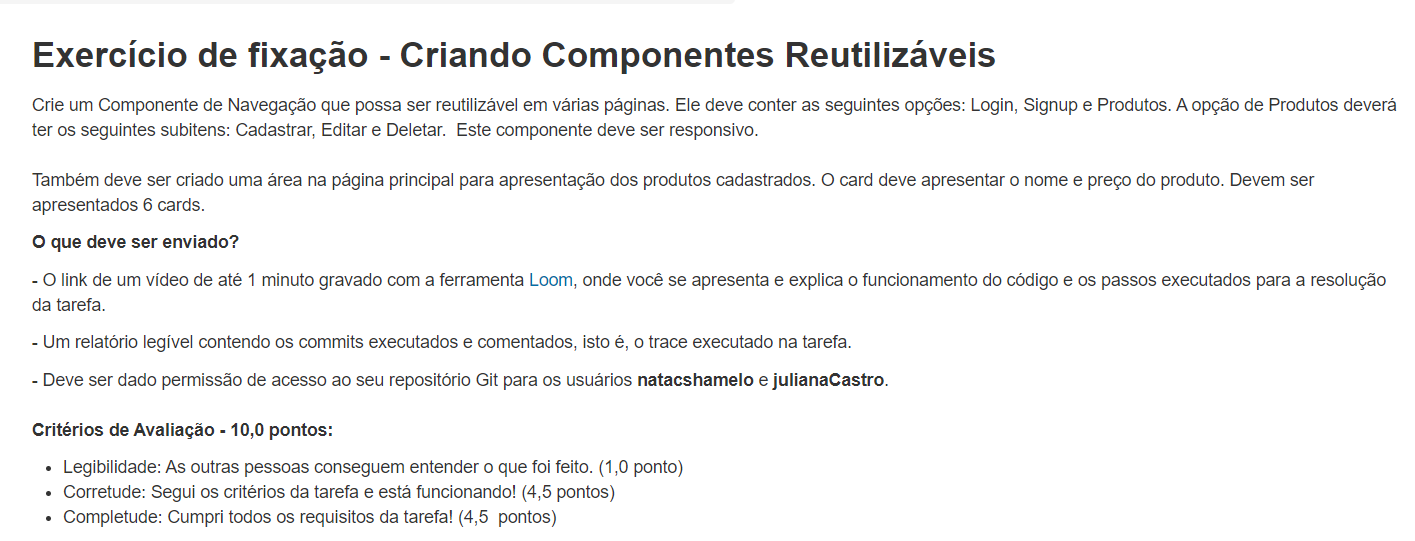 Exercício de fixação - Criando Componentes Reutilizáveis
Crie um Componente de Navegação que possa ser reutilizável em várias páginas. Ele deve conter as seguintes opções: Login, Signup e Produtos. A opção de Produtos deverá
ter os seguintes subitens: Cadastrar, Editar e Deletar.  Este componente deve ser responsivo.
Também deve ser criado uma área na página principal para apresentação dos produtos cadastrados. O card deve apresentar o nome e preço do produto. Devem ser
apresentados 6 cards.
O que deve ser enviado?
- O link de um vídeo de até 1 minuto gravado com a ferramenta Loom, onde você se apresenta e explica o funcionamento do código e os passos executados para a resolução
da tarefa.
- Um relatório legível contendo os commits executados e comentados, isto é, o trace executado na tarefa.
- Deve ser dado permissão de acesso ao seu repositório Git para os usuários natacshamelo e julianaCastro.
Critérios de Avaliação - 10,0 pontos:
• Legibilidade: As outras pessoas conseguem entender o que foi feito. (1,0 ponto)
• Corretude: Segui os critérios da tarefa e está funcionando! (4,5 pontos)
• Completude: Cumpri todos os requisitos da tarefa! (4,5  pontos)